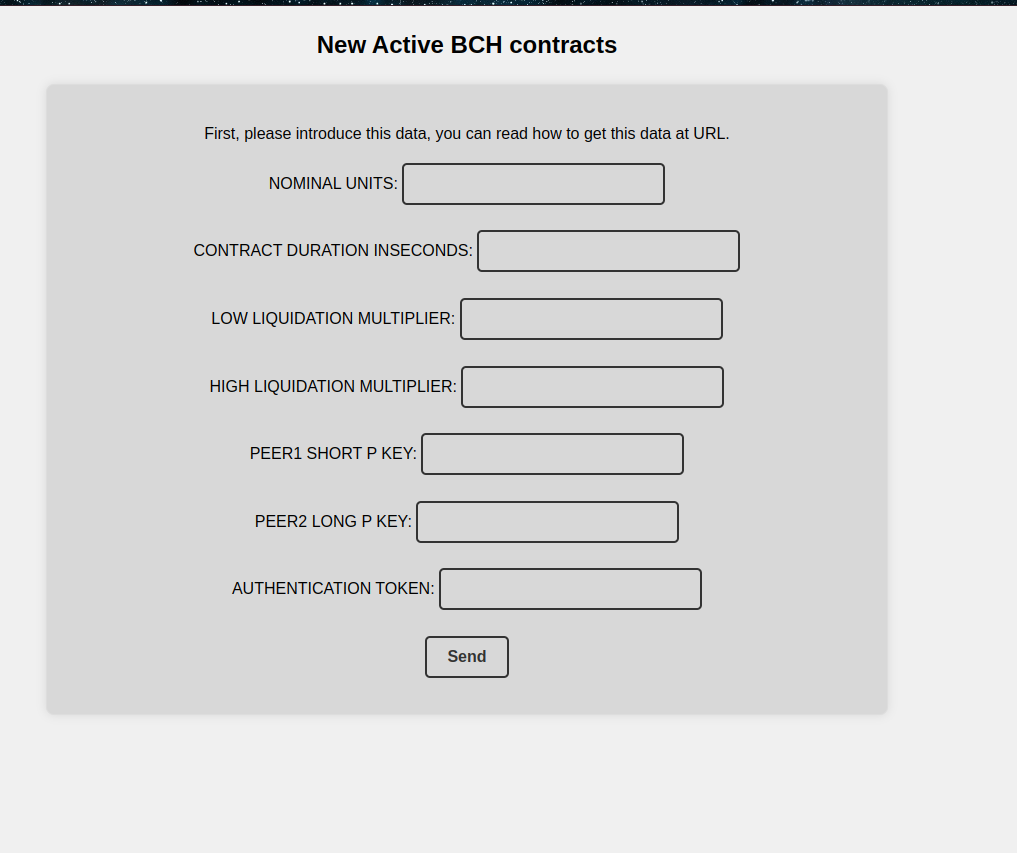 New Active BCH contracts
First, please introduce this data, you can read how to get this data at URL.
NOMINAL UNITS:
CONTRACT DURATION INSECONDS:
LOW LIQUIDATION MULTIPLIER:
HIGH LIQUIDATION MULTIPLIER:
PEER1 SHORT P KEY:
PEER2 LONG P KEY:
AUTHENTICATION TOKEN:
Send